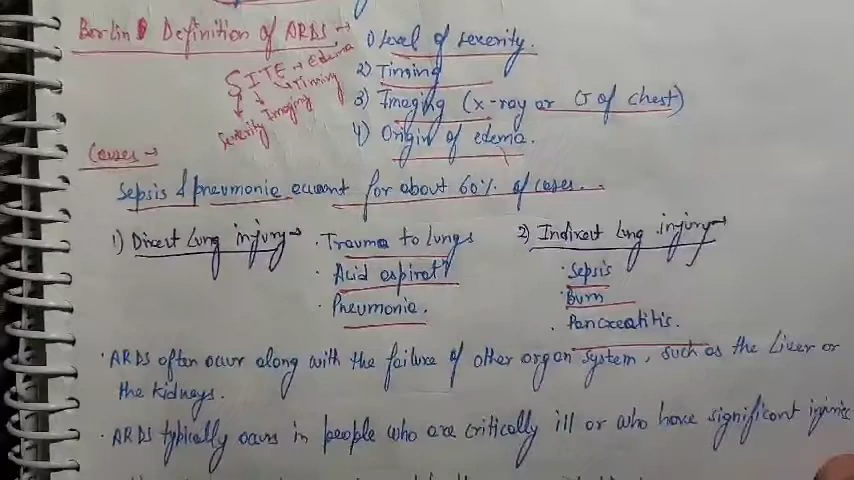 Berlin Definition of ARDS → 1) Level of severity.
SITE → Edema
↳ Timing
Imaging
Severity
2) Timing
3) Imaging (x-ray or CT of chest)
4) Origin of edema.
Causes →
Sepsis & pneumonia account for about 60% of cases...
1) Direct Lung injury → · Trauma to lungs
· Acid aspiratⁿ
· Pneumonia.
2) Indirect Lung injury →
· Sepsis
· Burn
· Pancreatitis.
· ARDS often occur along with the failure of other organ system, such as the Liver or
the kidneys.
· ARDS typically occurs in people who are critically ill or who have significant injuries